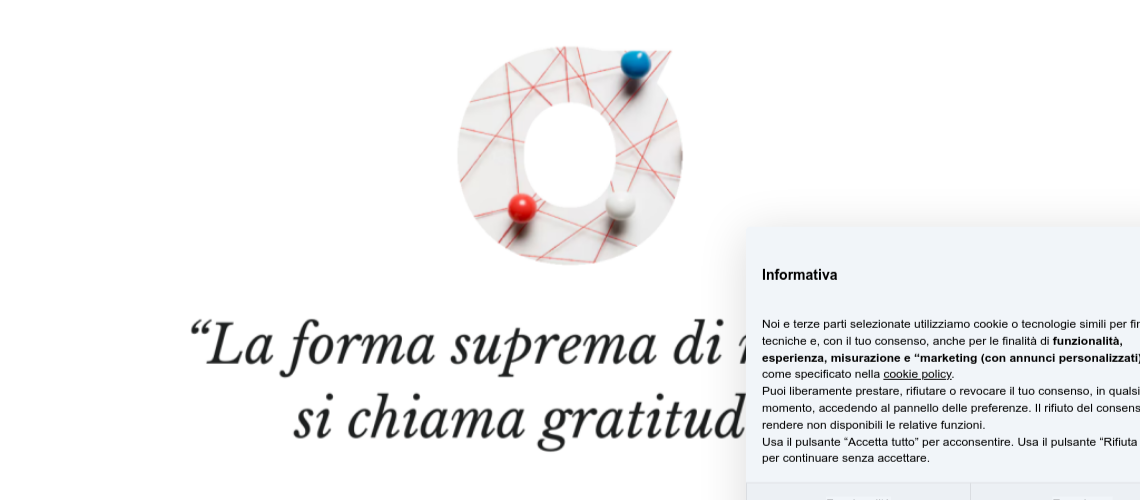 “La forma suprema di
si chiama gratitud
Informativa
Noi e terze parti selezionate utilizziamo cookie o tecnologie simili per
tecniche e, con il tuo consenso, anche per le finalità di funzionalità,
esperienza, misurazione e “marketing (con annunci personalizzati)
come specificato nella cookie policy.
Puoi liberamente prestare, rifiutare o revocare il tuo consenso, in qualsi
momento, accedendo al pannello delle preferenze. Il rifiuto del consens
rendere non disponibili le relative funzioni.
Usa il pulsante “Accetta tutto” per acconsentire. Usa il pulsante “Rifiuta
per continuare senza accettare.